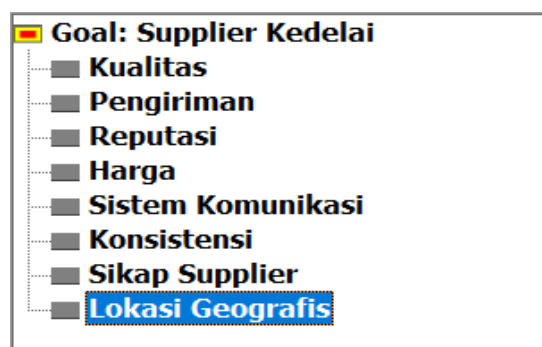 Goal: Supplier Kedelai
Kualitas
Pengiriman
Reputasi
Harga
Sistem Komunikasi
Konsistensi
Sikap Supplier
Lokasi Geografis